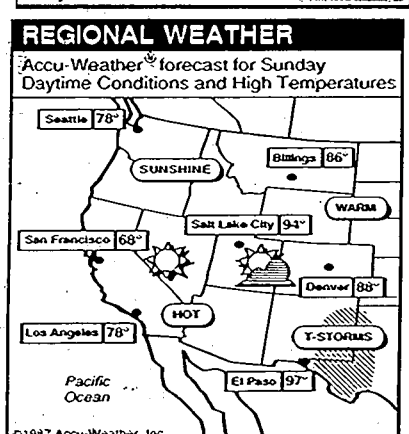 REGIONAL WEATHER
Accu-Weather® forecast for Sunday
Daytime Conditions and High Temperatures
Seattle 78°
Billings 86°
SUNSHINE
WARM
Salt Lake City 94°
San Francisco 68°
Denver 88°
HOT
Los Angeles 78°
T-STORMS
Pacific
Ocean
El Paso 97°
©1987 Accu-Weather, Inc.